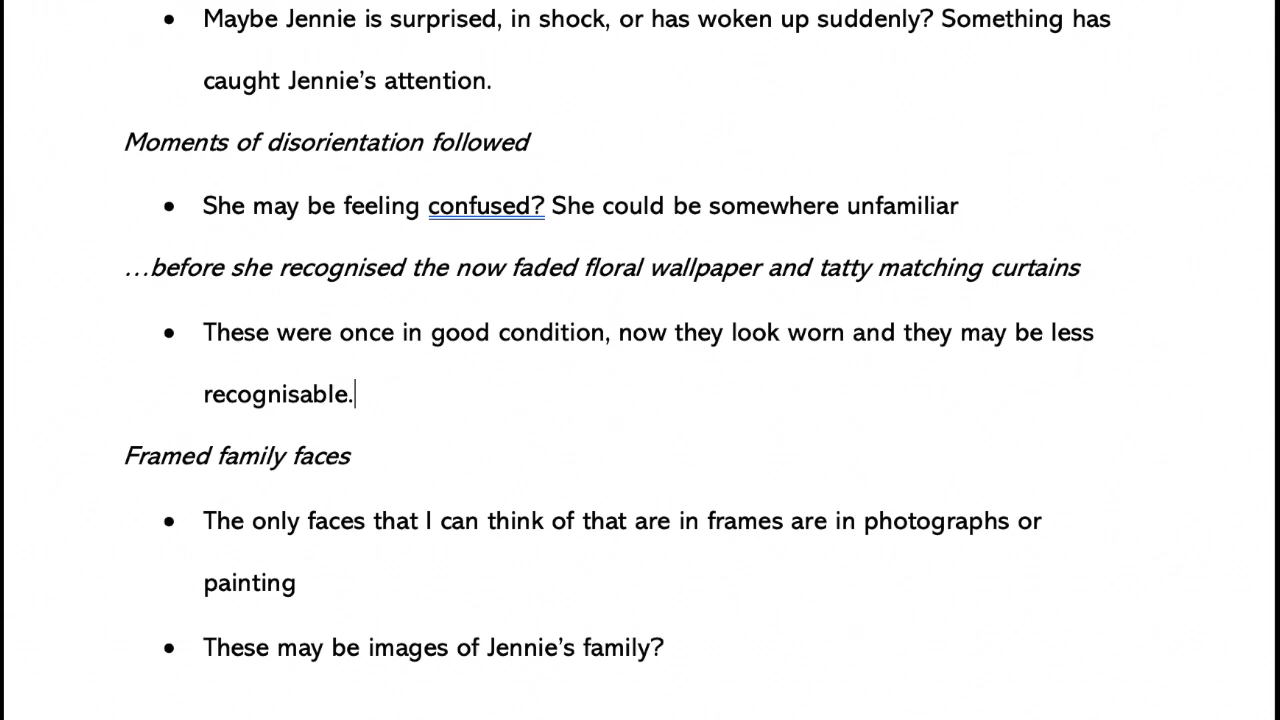 • Maybe Jennie is surprised, in shock, or has woken up suddenly? Something has
caught Jennie’s attention.
Moments of disorientation followed
• She may be feeling confused? She could be somewhere unfamiliar
…before she recognised the now faded floral wallpaper and tatty matching curtains
• These were once in good condition, now they look worn and they may be less
recognisable.
Framed family faces
• The only faces that I can think of that are in frames are in photographs or
painting
• These may be images of Jennie’s family?